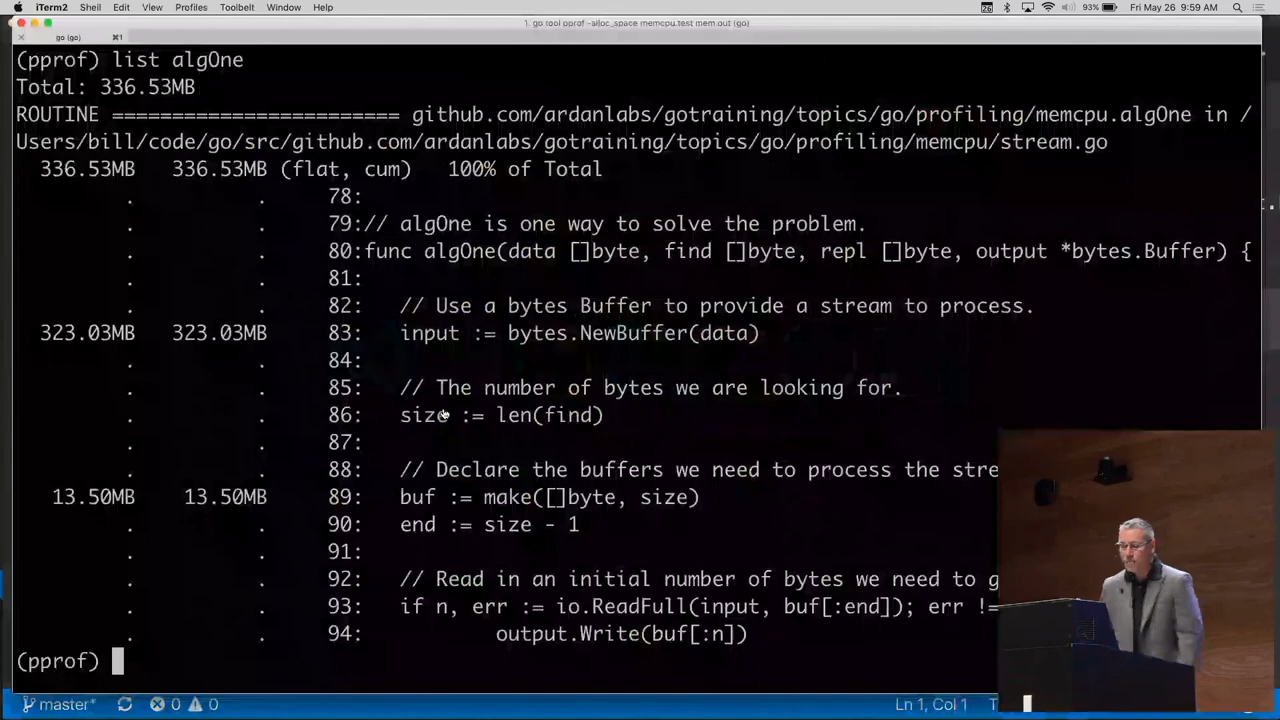 iTerm2 Shell Edit View Profiles Toolbelt Window Help 26 93% Fri May 26 9:59 AM
1. go tool pprof -alloc_space memcpu.test mem.out (go)
go (go) ⌘1
(pprof) list algOne
Total: 336.53MB
ROUTINE ======================== github.com/ardanlabs/gotraining/topics/go/profiling/memcpu.algOne in /
Users/bill/code/go/src/github.com/ardanlabs/gotraining/topics/go/profiling/memcpu/stream.go
336.53MB 336.53MB (flat, cum) 100% of Total
. . 78:
. . 79:// algOne is one way to solve the problem.
. . 80:func algOne(data []byte, find []byte, repl []byte, output *bytes.Buffer) {
. . 81:
. . 82: // Use a bytes Buffer to provide a stream to process.
323.03MB 323.03MB 83: input := bytes.NewBuffer(data)
. . 84:
. . 85: // The number of bytes we are looking for.
. . 86: size := len(find)
. . 87:
. . 88: // Declare the buffers we need to process the stre
13.50MB 13.50MB 89: buf := make([]byte, size)
. . 90: end := size - 1
. . 91:
. . 92: // Read in an initial number of bytes we need to g
. . 93: if n, err := io.ReadFull(input, buf[:end]); err !=
. . 94: output.Write(buf[:n])
(pprof)
master* 0 0 Ln 1, Col 1